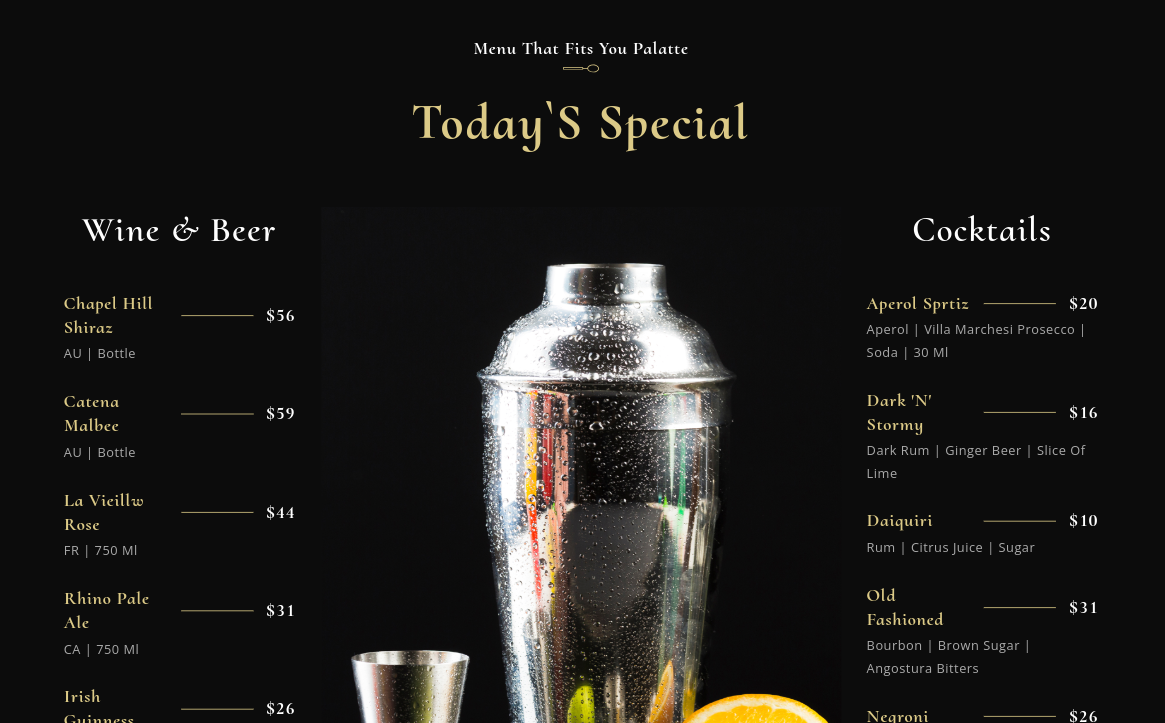 Menu That Fits You Palatte
Today`S Special
Wine & Beer
Chapel Hill
Shiraz
$56
AU | Bottle
Catena
Malbee
$59
AU | Bottle
La Vieillw
Rose
$44
FR | 750 Ml
Rhino Pale
Ale
$31
CA | 750 Ml
Irish
Guinness
$26
Cocktails
Aperol Sprtiz
$20
Aperol | Villa Marchesi Prosecco |
Soda | 30 Ml
Dark 'N'
Stormy
$16
Dark Rum | Ginger Beer | Slice Of
Lime
Daiquiri
$10
Rum | Citrus Juice | Sugar
Old
Fashioned
$31
Bourbon | Brown Sugar |
Angostura Bitters
Negroni
$26